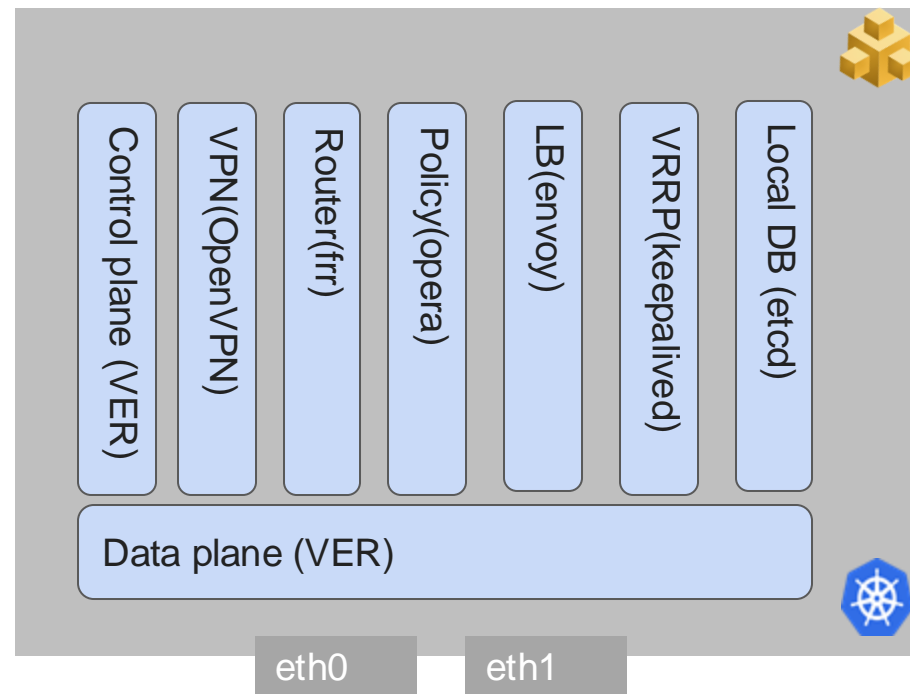 Control plane (VER)
VPN(OpenVPN)
Router(frr)
Policy(opera)
LB(envoy)
VRRP(keepalived)
Local DB (etcd)
Data plane (VER)
eth0
eth1